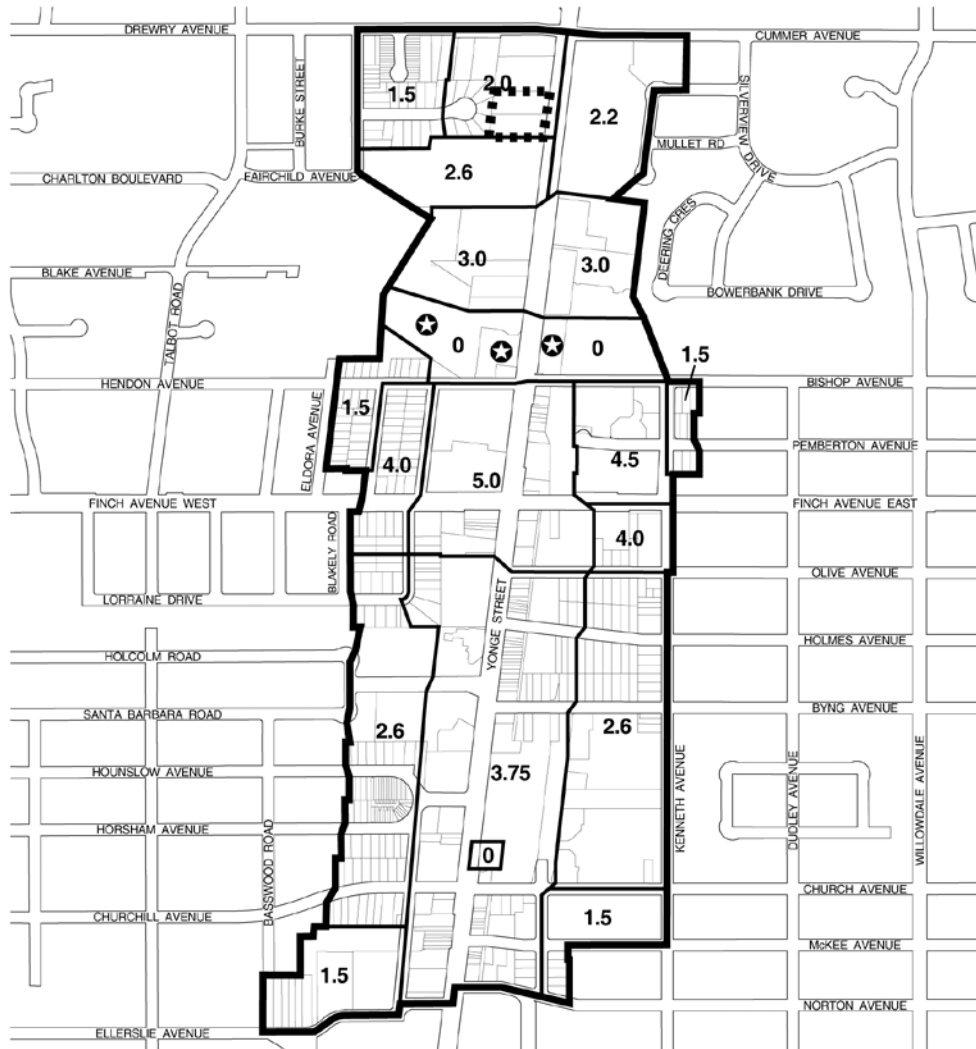 DREWRY AVENUE
CUMMER AVENUE
BURKE STREET
SILVERVIEW DRIVE
1.5
2.0
2.2
MULLET RD
2.6
CHARLTON BOULEVARD
FAIRCHILD AVENUE
DEERING CRES
3.0
3.0
BLAKE AVENUE
BOWERBANK DRIVE
TALBOT ROAD
0
0
1.5
HENDON AVENUE
BISHOP AVENUE
ELDORA AVENUE
1.5
4.0
4.5
PEMBERTON AVENUE
5.0
FINCH AVENUE WEST
FINCH AVENUE EAST
BLAKELY ROAD
4.0
OLIVE AVENUE
LORRAINE DRIVE
YONGE STREET
HOLMES AVENUE
HOLCOLM ROAD
SANTA BARBARA ROAD
BYNG AVENUE
2.6
2.6
3.75
HOUNSLOW AVENUE
KENNETH AVENUE
DUDLEY AVENUE
WILLOWDALE AVENUE
HORSHAM AVENUE
BASSWOOD ROAD
0
CHURCH AVENUE
CHURCHILL AVENUE
1.5
McKEE AVENUE
1.5
NORTON AVENUE
ELLERSLIE AVENUE